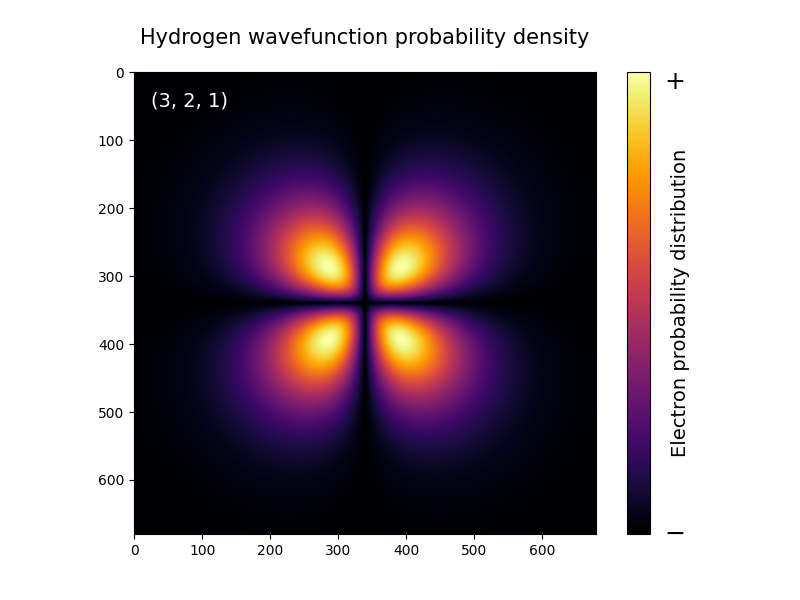 Hydrogen wavefunction probability density
(3, 2, 1)
0
100
200
300
400
500
600
0 100 200 300 400 500 600
+
−
Electron probability distribution